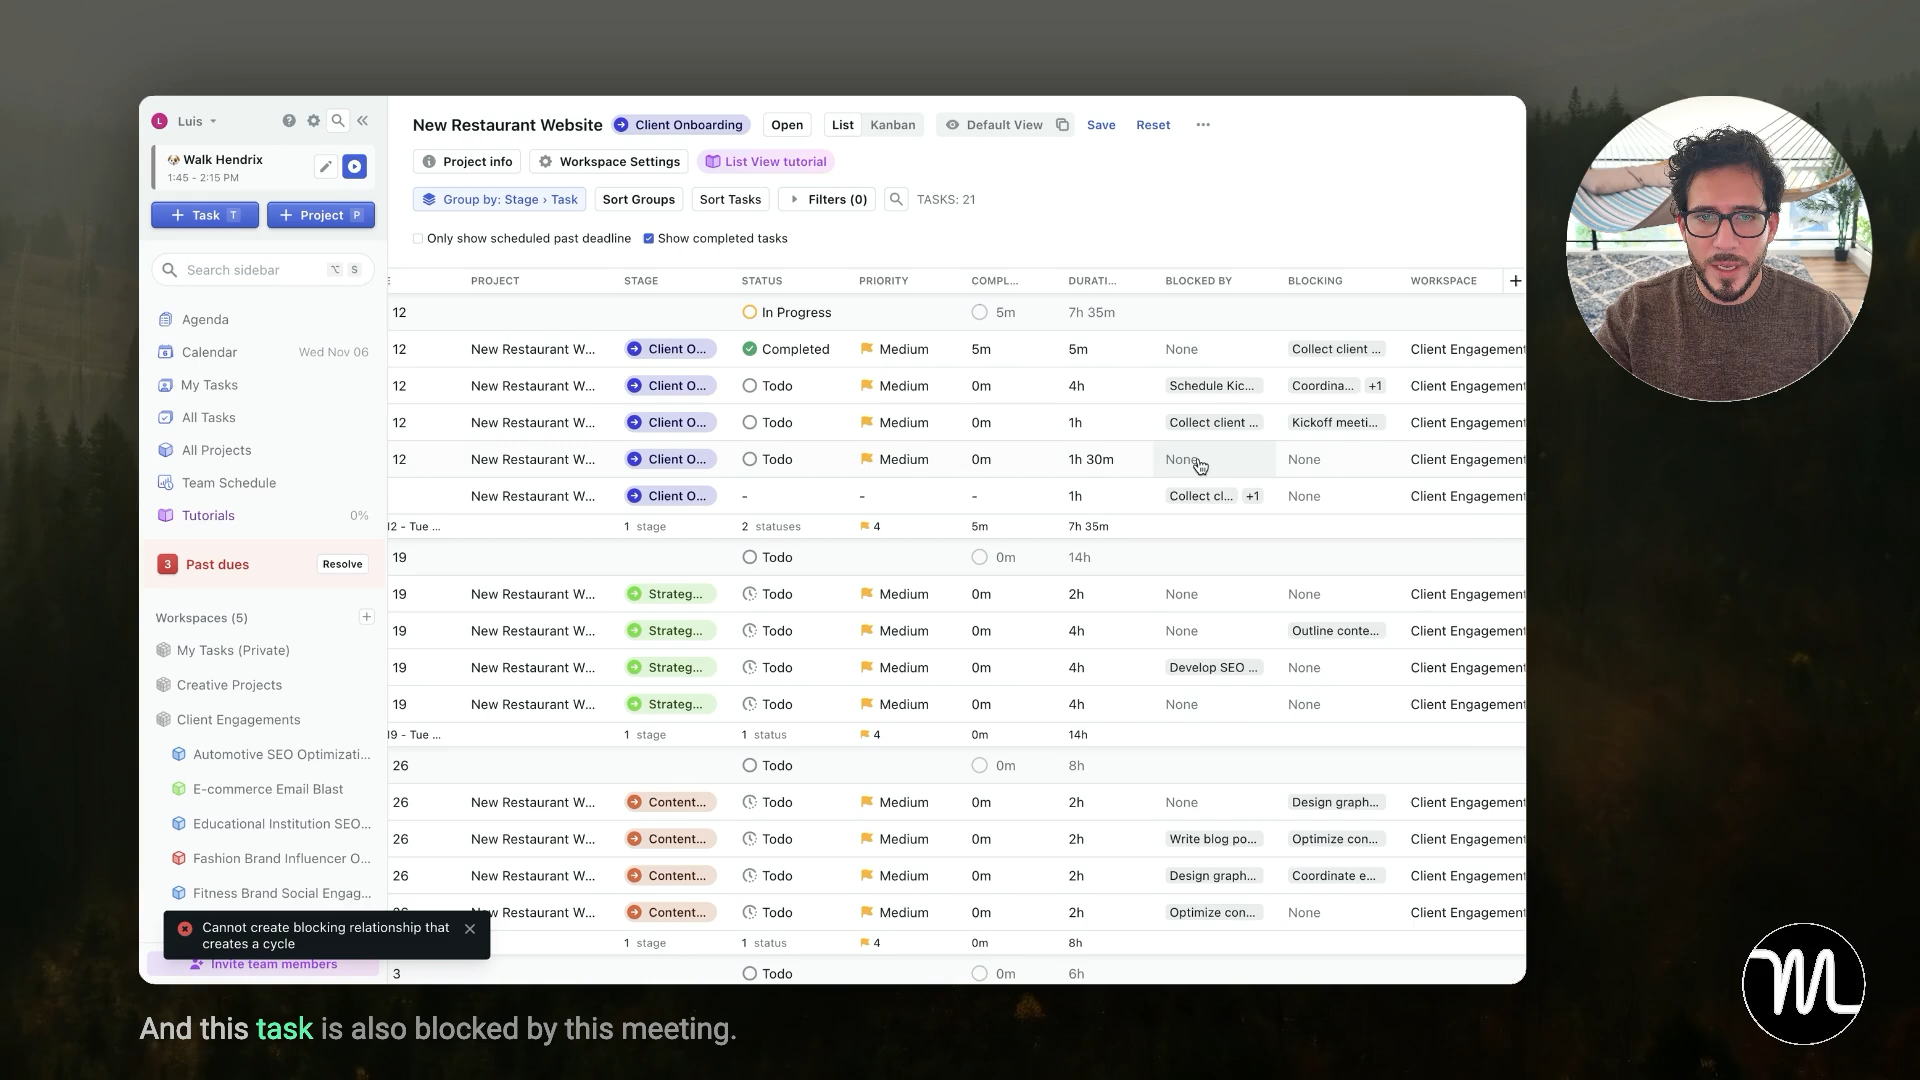 L Luis
Walk Hendrix
1:45 - 2:15 PM
+ Task T
+ Project P
Search sidebar ⌥ S
Agenda
Calendar Wed Nov 06
My Tasks
All Tasks
All Projects
Team Schedule
Tutorials 0%
3 Past dues Resolve
Workspaces (5)
My Tasks (Private)
Creative Projects
Client Engagements
Automotive SEO Optimizati...
E-commerce Email Blast
Educational Institution SEO...
Fashion Brand Influencer O...
Fitness Brand Social Engag...
Cannot create blocking relationship that
creates a cycle
Invite team members
New Restaurant Website Client Onboarding Open List Kanban Default View Save Reset
Project info Workspace Settings List View tutorial
Group by: Stage › Task Sort Groups Sort Tasks Filters (0) TASKS: 21
Only show scheduled past deadline Show completed tasks
PROJECT STAGE STATUS PRIORITY COMPL... DURATI... BLOCKED BY BLOCKING WORKSPACE +
12 In Progress 5m 7h 35m
12 New Restaurant W... Client O... Completed Medium 5m 5m None Collect client ... Client Engagement
12 New Restaurant W... Client O... Todo Medium 0m 4h Schedule Kic... Coordina... +1 Client Engagement
12 New Restaurant W... Client O... Todo Medium 0m 1h Collect client ... Kickoff meeti... Client Engagement
12 New Restaurant W... Client O... Todo Medium 0m 1h 30m None None Client Engagement
New Restaurant W... Client O... - - - 1h Collect cl... +1 None Client Engagement
12 - Tue ... 1 stage 2 statuses 4 5m 7h 35m
19 Todo 0m 14h
19 New Restaurant W... Strateg... Todo Medium 0m 2h None None Client Engagement
19 New Restaurant W... Strateg... Todo Medium 0m 4h None Outline conte... Client Engagement
19 New Restaurant W... Strateg... Todo Medium 0m 4h Develop SEO ... None Client Engagement
19 New Restaurant W... Strateg... Todo Medium 0m 4h None None Client Engagement
19 - Tue ... 1 stage 1 status 4 0m 14h
26 Todo 0m 8h
26 New Restaurant W... Content... Todo Medium 0m 2h None Design graph... Client Engagement
26 New Restaurant W... Content... Todo Medium 0m 2h Write blog po... Optimize con... Client Engagement
26 New Restaurant W... Content... Todo Medium 0m 2h Design graph... Coordinate e... Client Engagement
New Restaurant W... Content... Todo Medium 0m 2h Optimize con... None Client Engagement
1 stage 1 status 4 0m 8h
3 Todo 0m 6h
And this task is also blocked by this meeting.
M